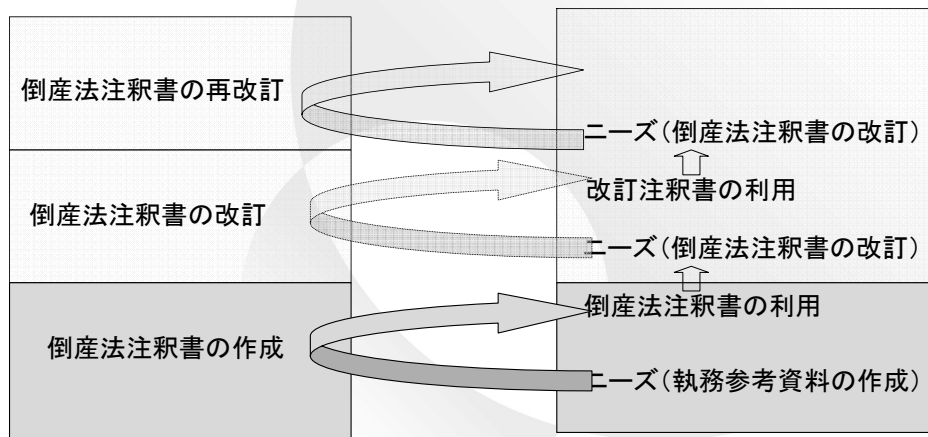 倒産法注釈書の再改訂
ニーズ(倒産法注釈書の改訂)
改訂注釈書の利用
倒産法注釈書の改訂
ニーズ(倒産法注釈書の改訂)
倒産法注釈書の利用
倒産法注釈書の作成
ニーズ(執務参考資料の作成)